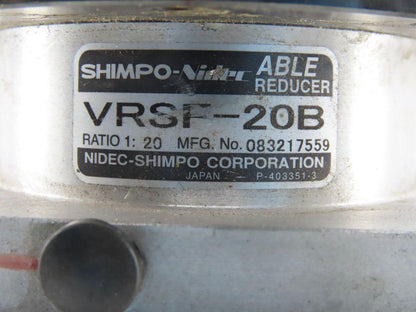 SHIMPO-Nidec ABLE
REDUCER
VRSF-20B
RATIO 1: 20 MFG. No. 083217559
NIDEC-SHIMPO CORPORATION
JAPAN — P-403351-3